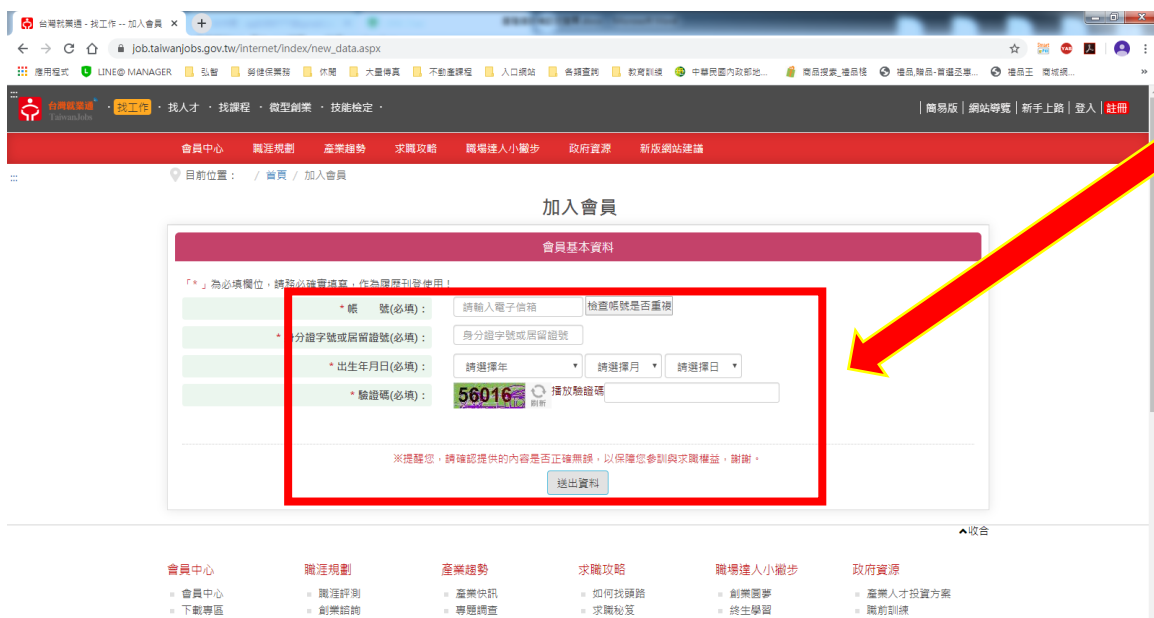 台灣就業通 - 找工作 -- 加入會員
job.taiwanjobs.gov.tw/internet/index/new_data.aspx
應用程式 LINE@ MANAGER 弘智 勞健保業務 休閒 大量傳真 不動產課程 入口網站 各類查詢 教育訓練 中華民國內政部地... 商品搜索_禮品怪 禮品,贈品-首選丞惠... 禮品王 商城網... »
台灣就業通 TaiwanJobs ・找工作・找人才 ・找課程 ・微型創業 ・技能檢定・ | 簡易版 | 網站導覽 | 新手上路 | 登入 | 註冊
會員中心 職涯規劃 產業趨勢 求職攻略 職場達人小撇步 政府資源 新版網站建議
::: 目前位置： / 首頁 / 加入會員
加入會員
會員基本資料
「*」為必填欄位，請務必確實填寫，作為履歷刊登使用！
* 帳 號(必填)： 請輸入電子信箱 檢查帳號是否重複
* 身分證字號或居留證號(必填)： 身分證字號或居留證號
* 出生年月日(必填)： 請選擇年 請選擇月 請選擇日
* 驗證碼(必填)： 56016 刷新 播放驗證碼
※提醒您，請確認提供的內容是否正確無誤，以保障您參訓與求職權益，謝謝。
送出資料
收合
會員中心 職涯規劃 產業趨勢 求職攻略 職場達人小撇步 政府資源
會員中心 職涯評測 產業快訊 如何找頭路 創業圓夢 產業人才投資方案
下載專區 創業諮詢 專題調查 求職秘笈 終生學習 職前訓練